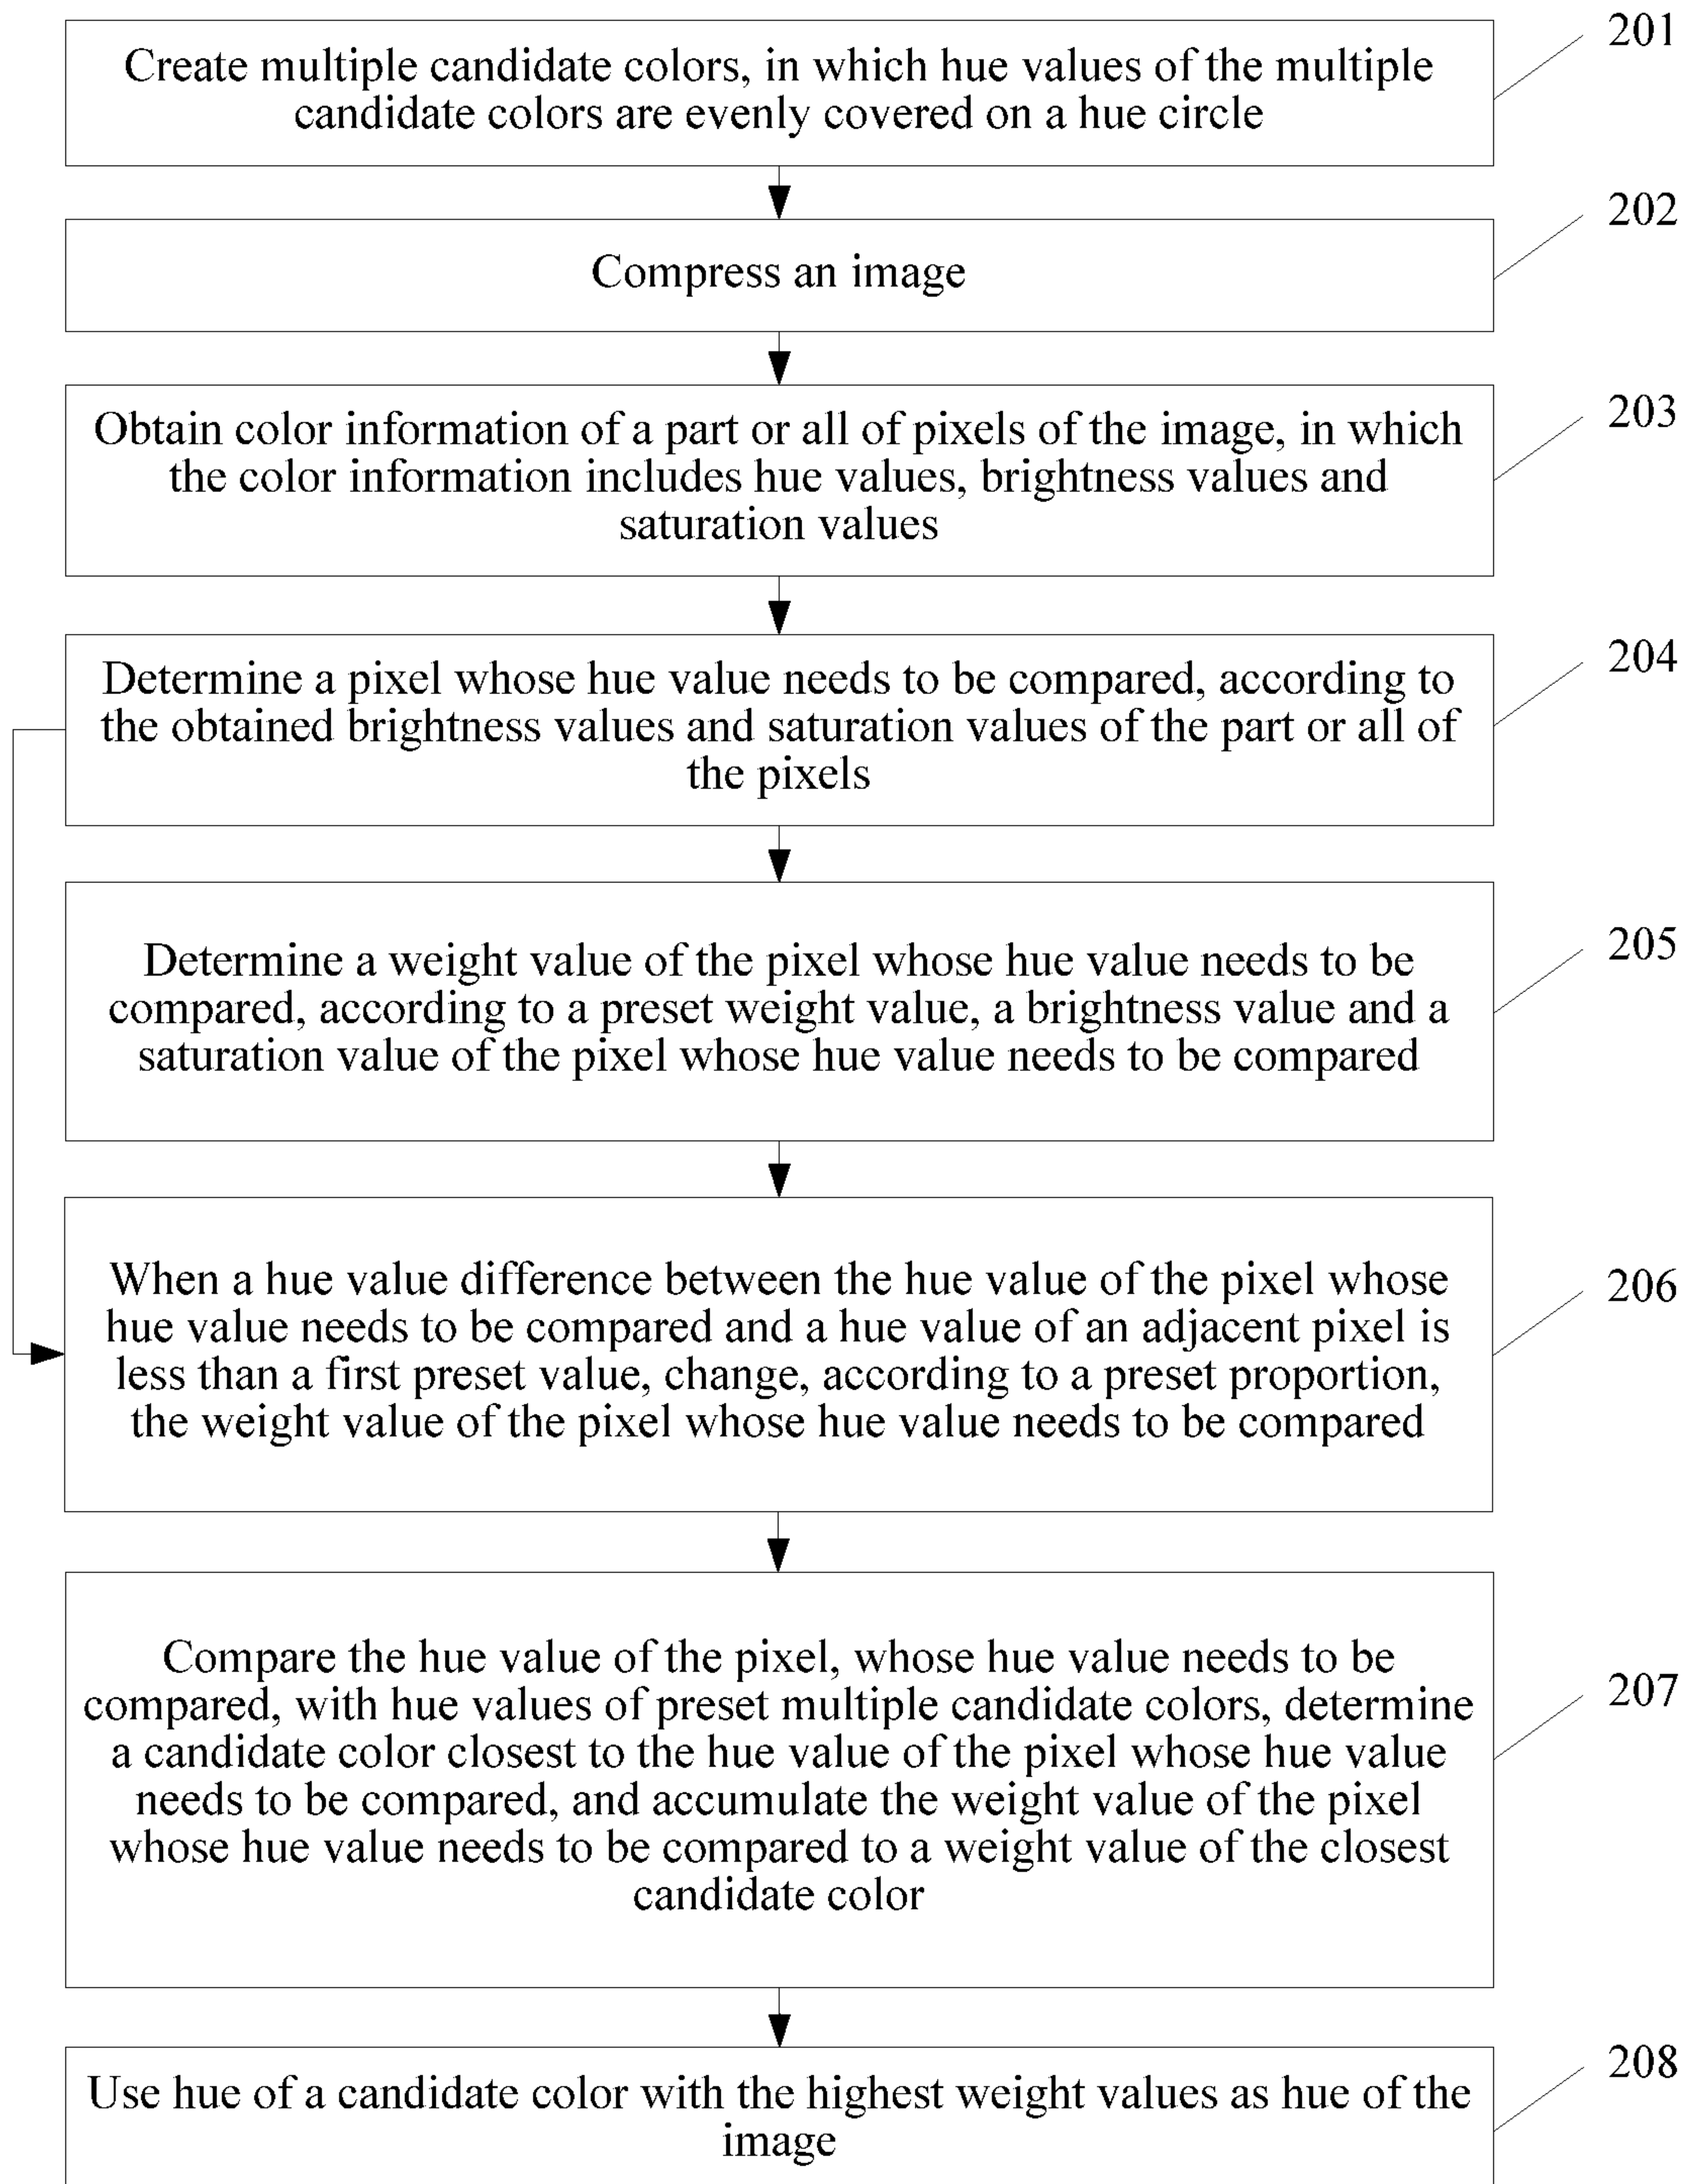 201
Create multiple candidate colors, in which hue values of the multiple
candidate colors are evenly covered on a hue circle
202
Compress an image
203
Obtain color information of a part or all of pixels of the image, in which
the color information includes hue values, brightness values and
saturation values
204
Determine a pixel whose hue value needs to be compared, according to
the obtained brightness values and saturation values of the part or all of
the pixels
205
Determine a weight value of the pixel whose hue value needs to be
compared, according to a preset weight value, a brightness value and a
saturation value of the pixel whose hue value needs to be compared
206
When a hue value difference between the hue value of the pixel whose
hue value needs to be compared and a hue value of an adjacent pixel is
less than a first preset value, change, according to a preset proportion,
the weight value of the pixel whose hue value needs to be compared
207
Compare the hue value of the pixel, whose hue value needs to be
compared, with hue values of preset multiple candidate colors, determine
a candidate color closest to the hue value of the pixel whose hue value
needs to be compared, and accumulate the weight value of the pixel
whose hue value needs to be compared to a weight value of the closest
candidate color
208
Use hue of a candidate color with the highest weight values as hue of the
image